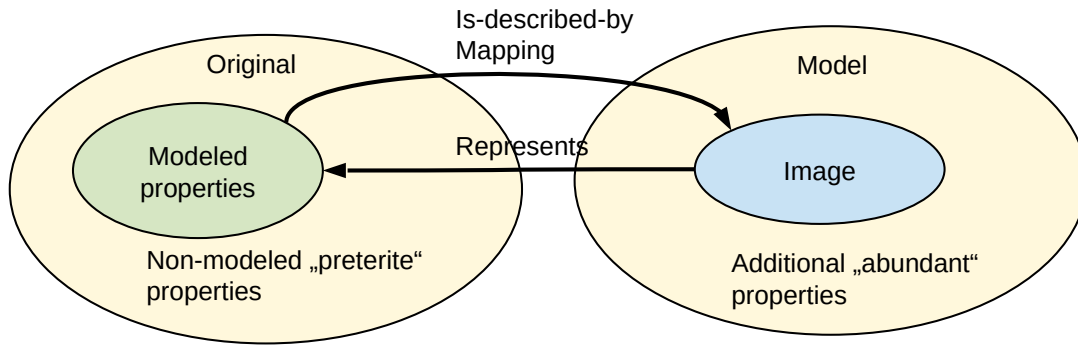 Is-described-by
Mapping
Original
Model
Modeled
properties
Represents
Image
Non-modeled „preterite“
properties
Additional „abundant“
properties